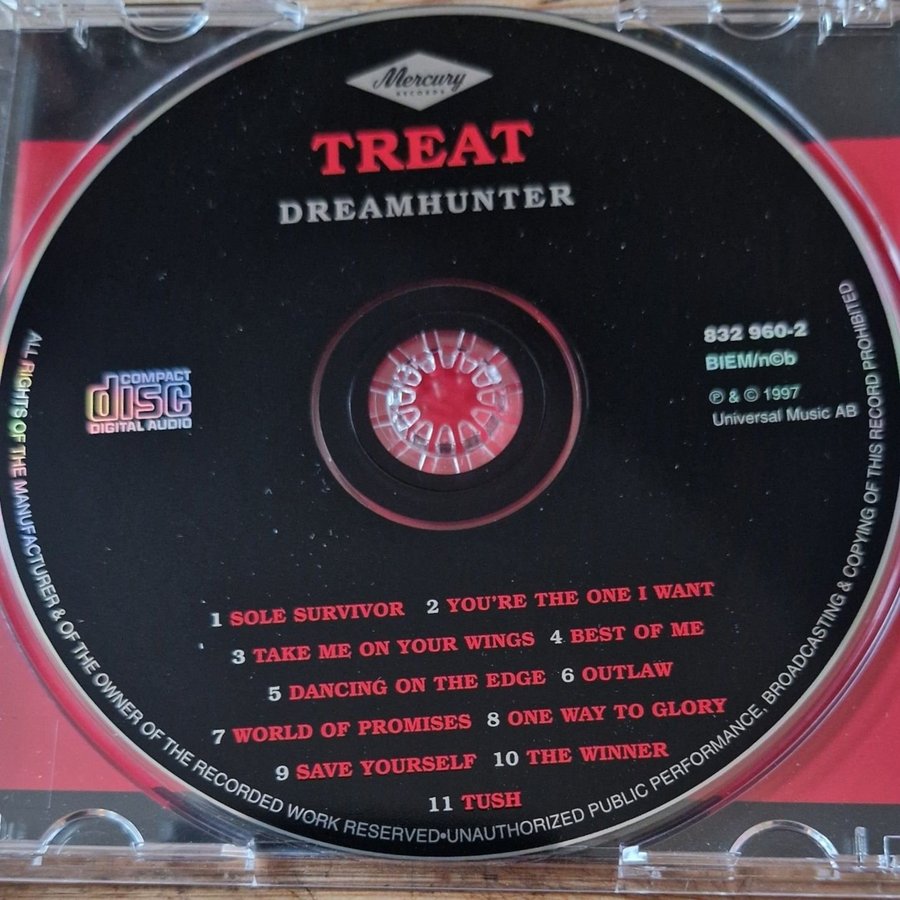 Mercury
RECORDS
TREAT
DREAMHUNTER
832 960-2
BIEM/n©b
℗ & © 1997
Universal Music AB
COMPACT
disc
DIGITAL AUDIO
1 SOLE SURVIVOR 2 YOU'RE THE ONE I WANT
3 TAKE ME ON YOUR WINGS 4 BEST OF ME
5 DANCING ON THE EDGE 6 OUTLAW
7 WORLD OF PROMISES 8 ONE WAY TO GLORY
9 SAVE YOURSELF 10 THE WINNER
11 TUSH
ALL RIGHTS OF THE MANUFACTURER & OF THE OWNER OF THE RECORDED WORK RESERVED•UNAUTHORIZED PUBLIC PERFORMANCE, BROADCASTING & COPYING OF THIS RECORD PROHIBITED